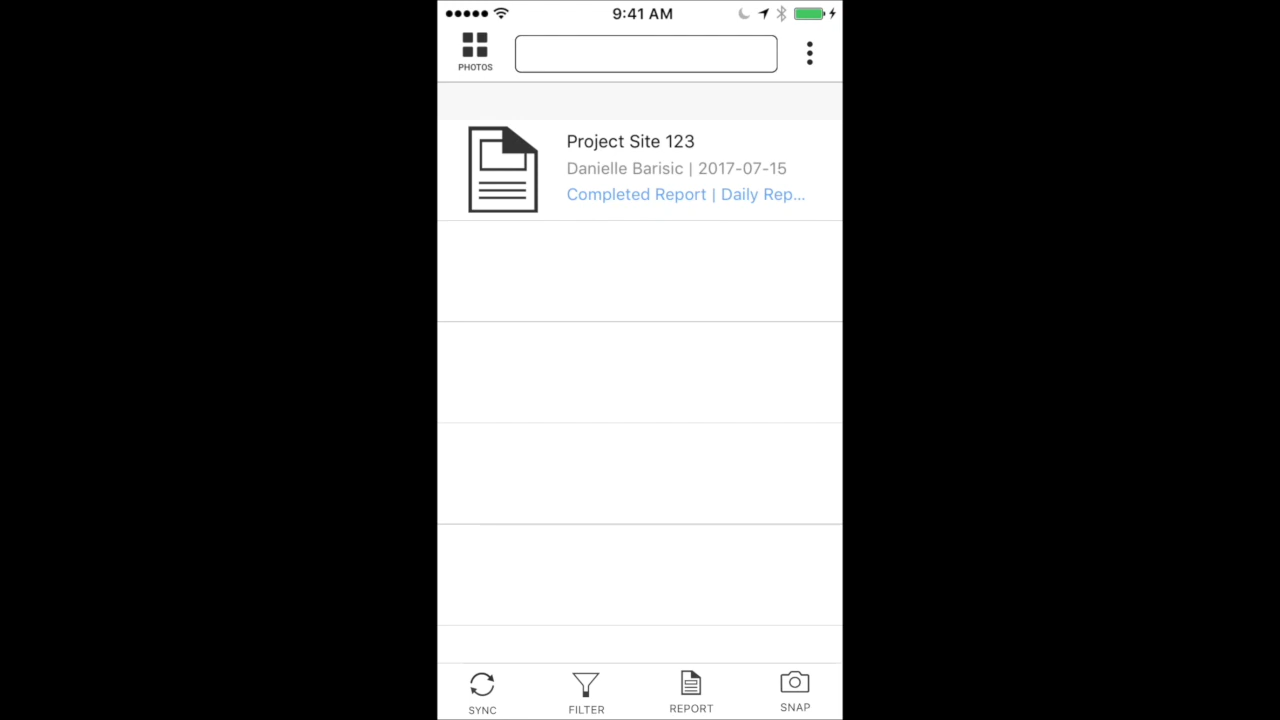 9:41 AM
PHOTOS
Project Site 123
Danielle Barisic | 2017-07-15
Completed Report | Daily Rep...
SYNC
FILTER
REPORT
SNAP